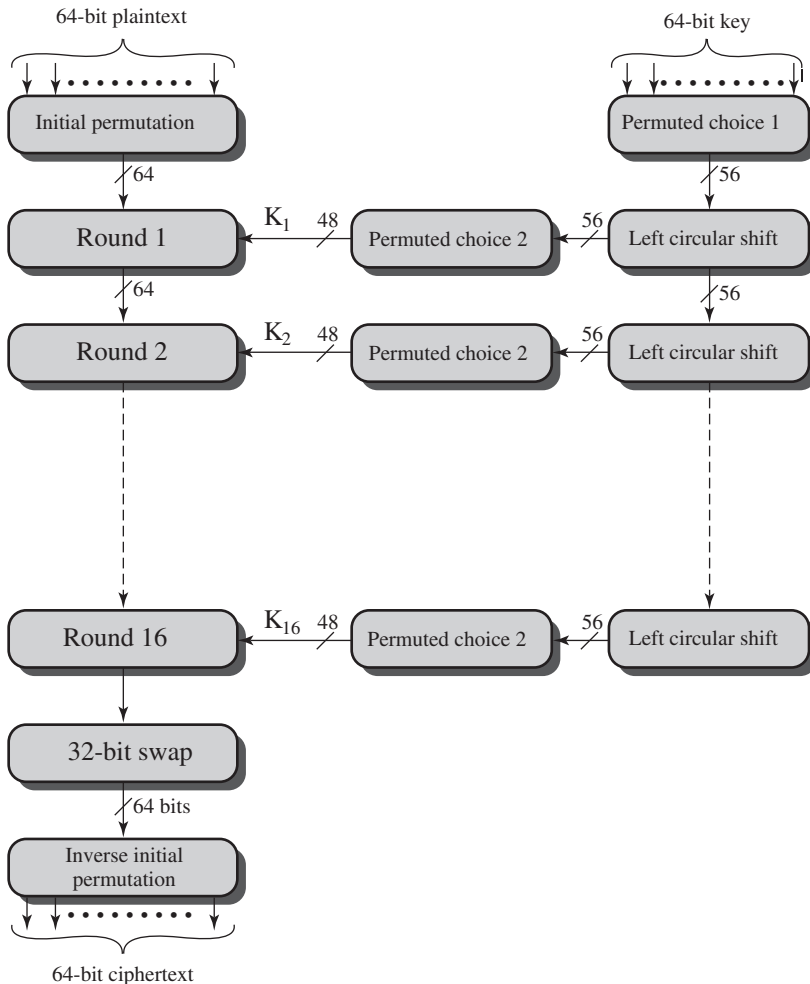 64-bit plaintext
64-bit key
Initial permutation
Permuted choice 1
64
56
Round 1
K1
48
Permuted choice 2
56
Left circular shift
64
56
Round 2
K2
48
Permuted choice 2
56
Left circular shift
Round 16
K16
48
Permuted choice 2
56
Left circular shift
32-bit swap
64 bits
Inverse initial
permutation
64-bit ciphertext